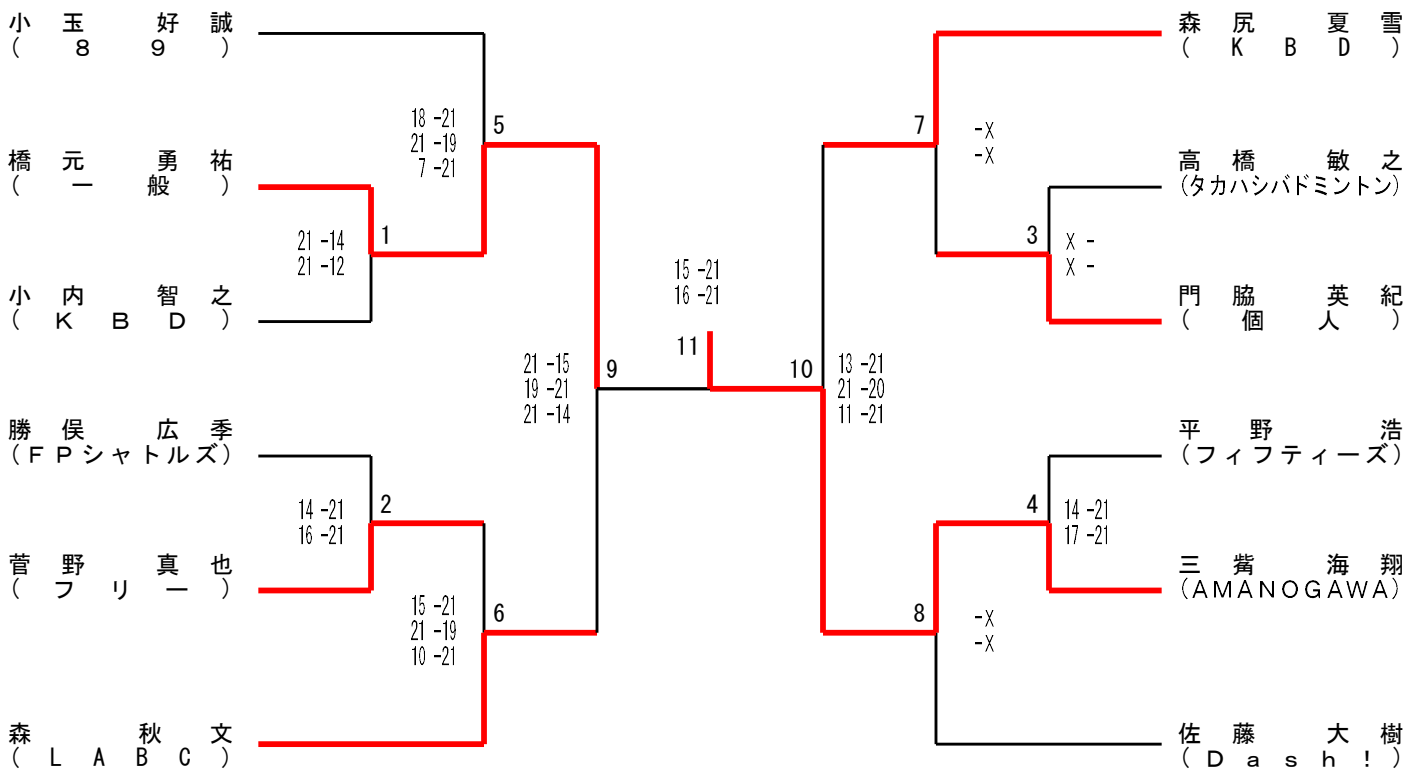 小玉 好誠
(89)
橋元 勇祐
(一般)
小内 智之
(KBD)
勝俣 広季
(FPシャトルズ)
菅野 真也
(フリー)
森 秋文
(LABC)
18 -21
21 -19
7 -21
5
21 -14
21 -12
1
14 -21
16 -21
2
15 -21
21 -19
10 -21
6
21 -15
19 -21
21 -14
9
15 -21
16 -21
11
10
13 -21
21 -20
11 -21
7
-X
-X
3
X -
X -
4
14 -21
17 -21
8
-X
-X
森尻 夏雪
(KBD)
高橋 敏之
(タカハシバドミントン)
門脇 英紀
(個人)
平野 浩
(フィフティーズ)
三觜 海翔
(AMANOGAWA)
佐藤 大樹
(Dash!)